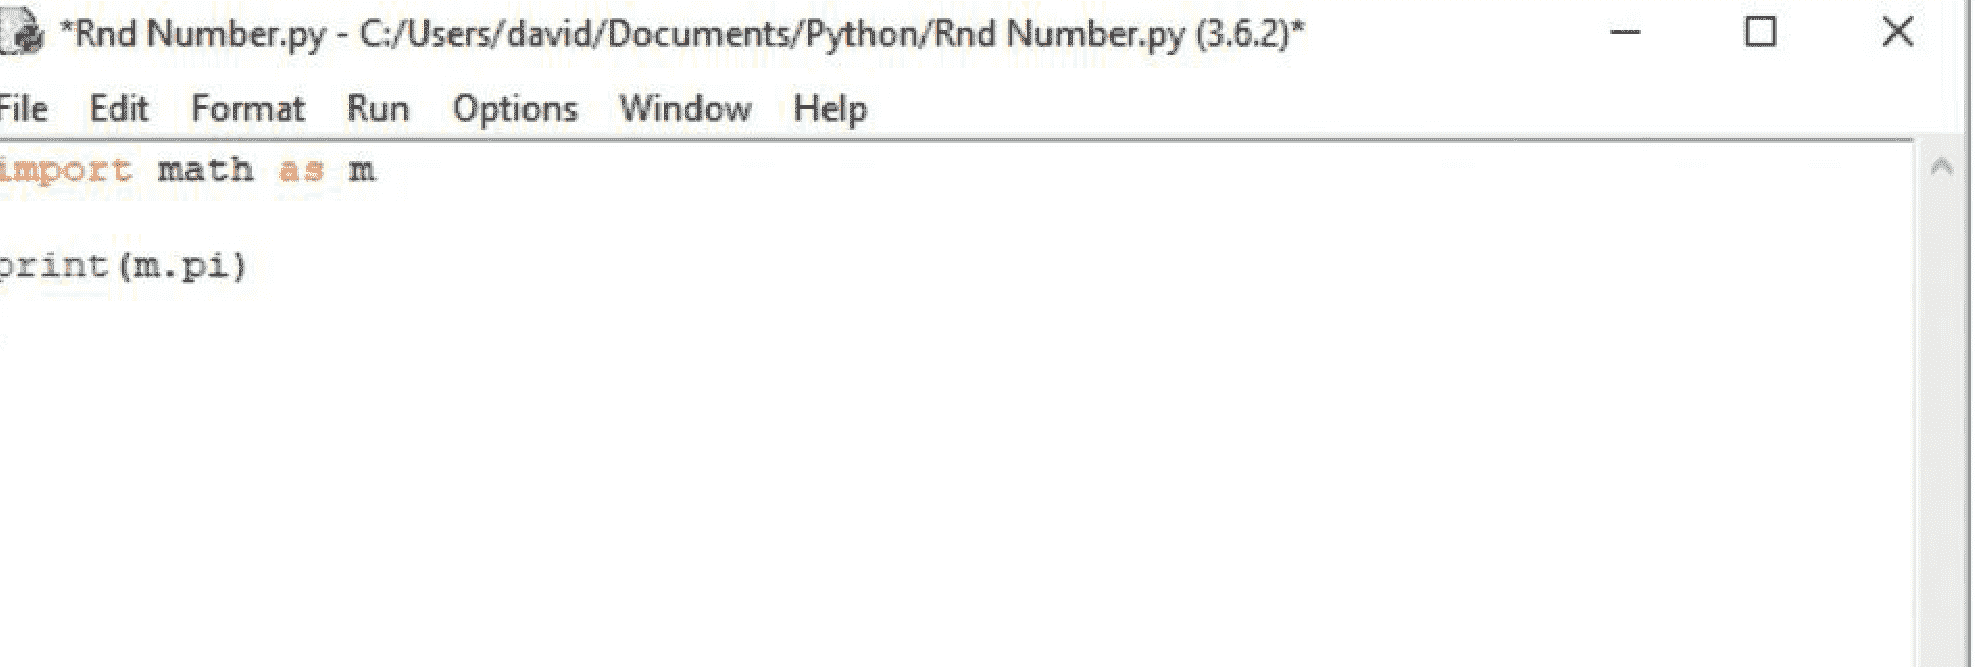 *Rnd Number.py - C:/Users/david/Documents/Python/Rnd Number.py (3.6.2)*
File Edit Format Run Options Window Help
import math as m
print(m.pi)